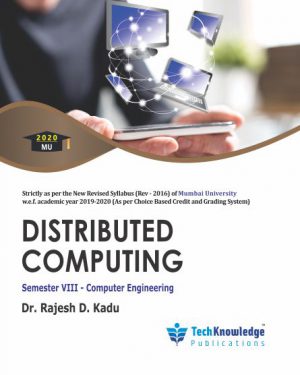 2020
MU
Strictly as per the New Revised Syllabus (Rev - 2016) of Mumbai University
w.e.f. academic year 2019-2020 (As per Choice Based Credit and Grading System)
DISTRIBUTED
COMPUTING
Semester VIII - Computer Engineering
Dr. Rajesh D. Kadu
TechKnowledge™
Publications